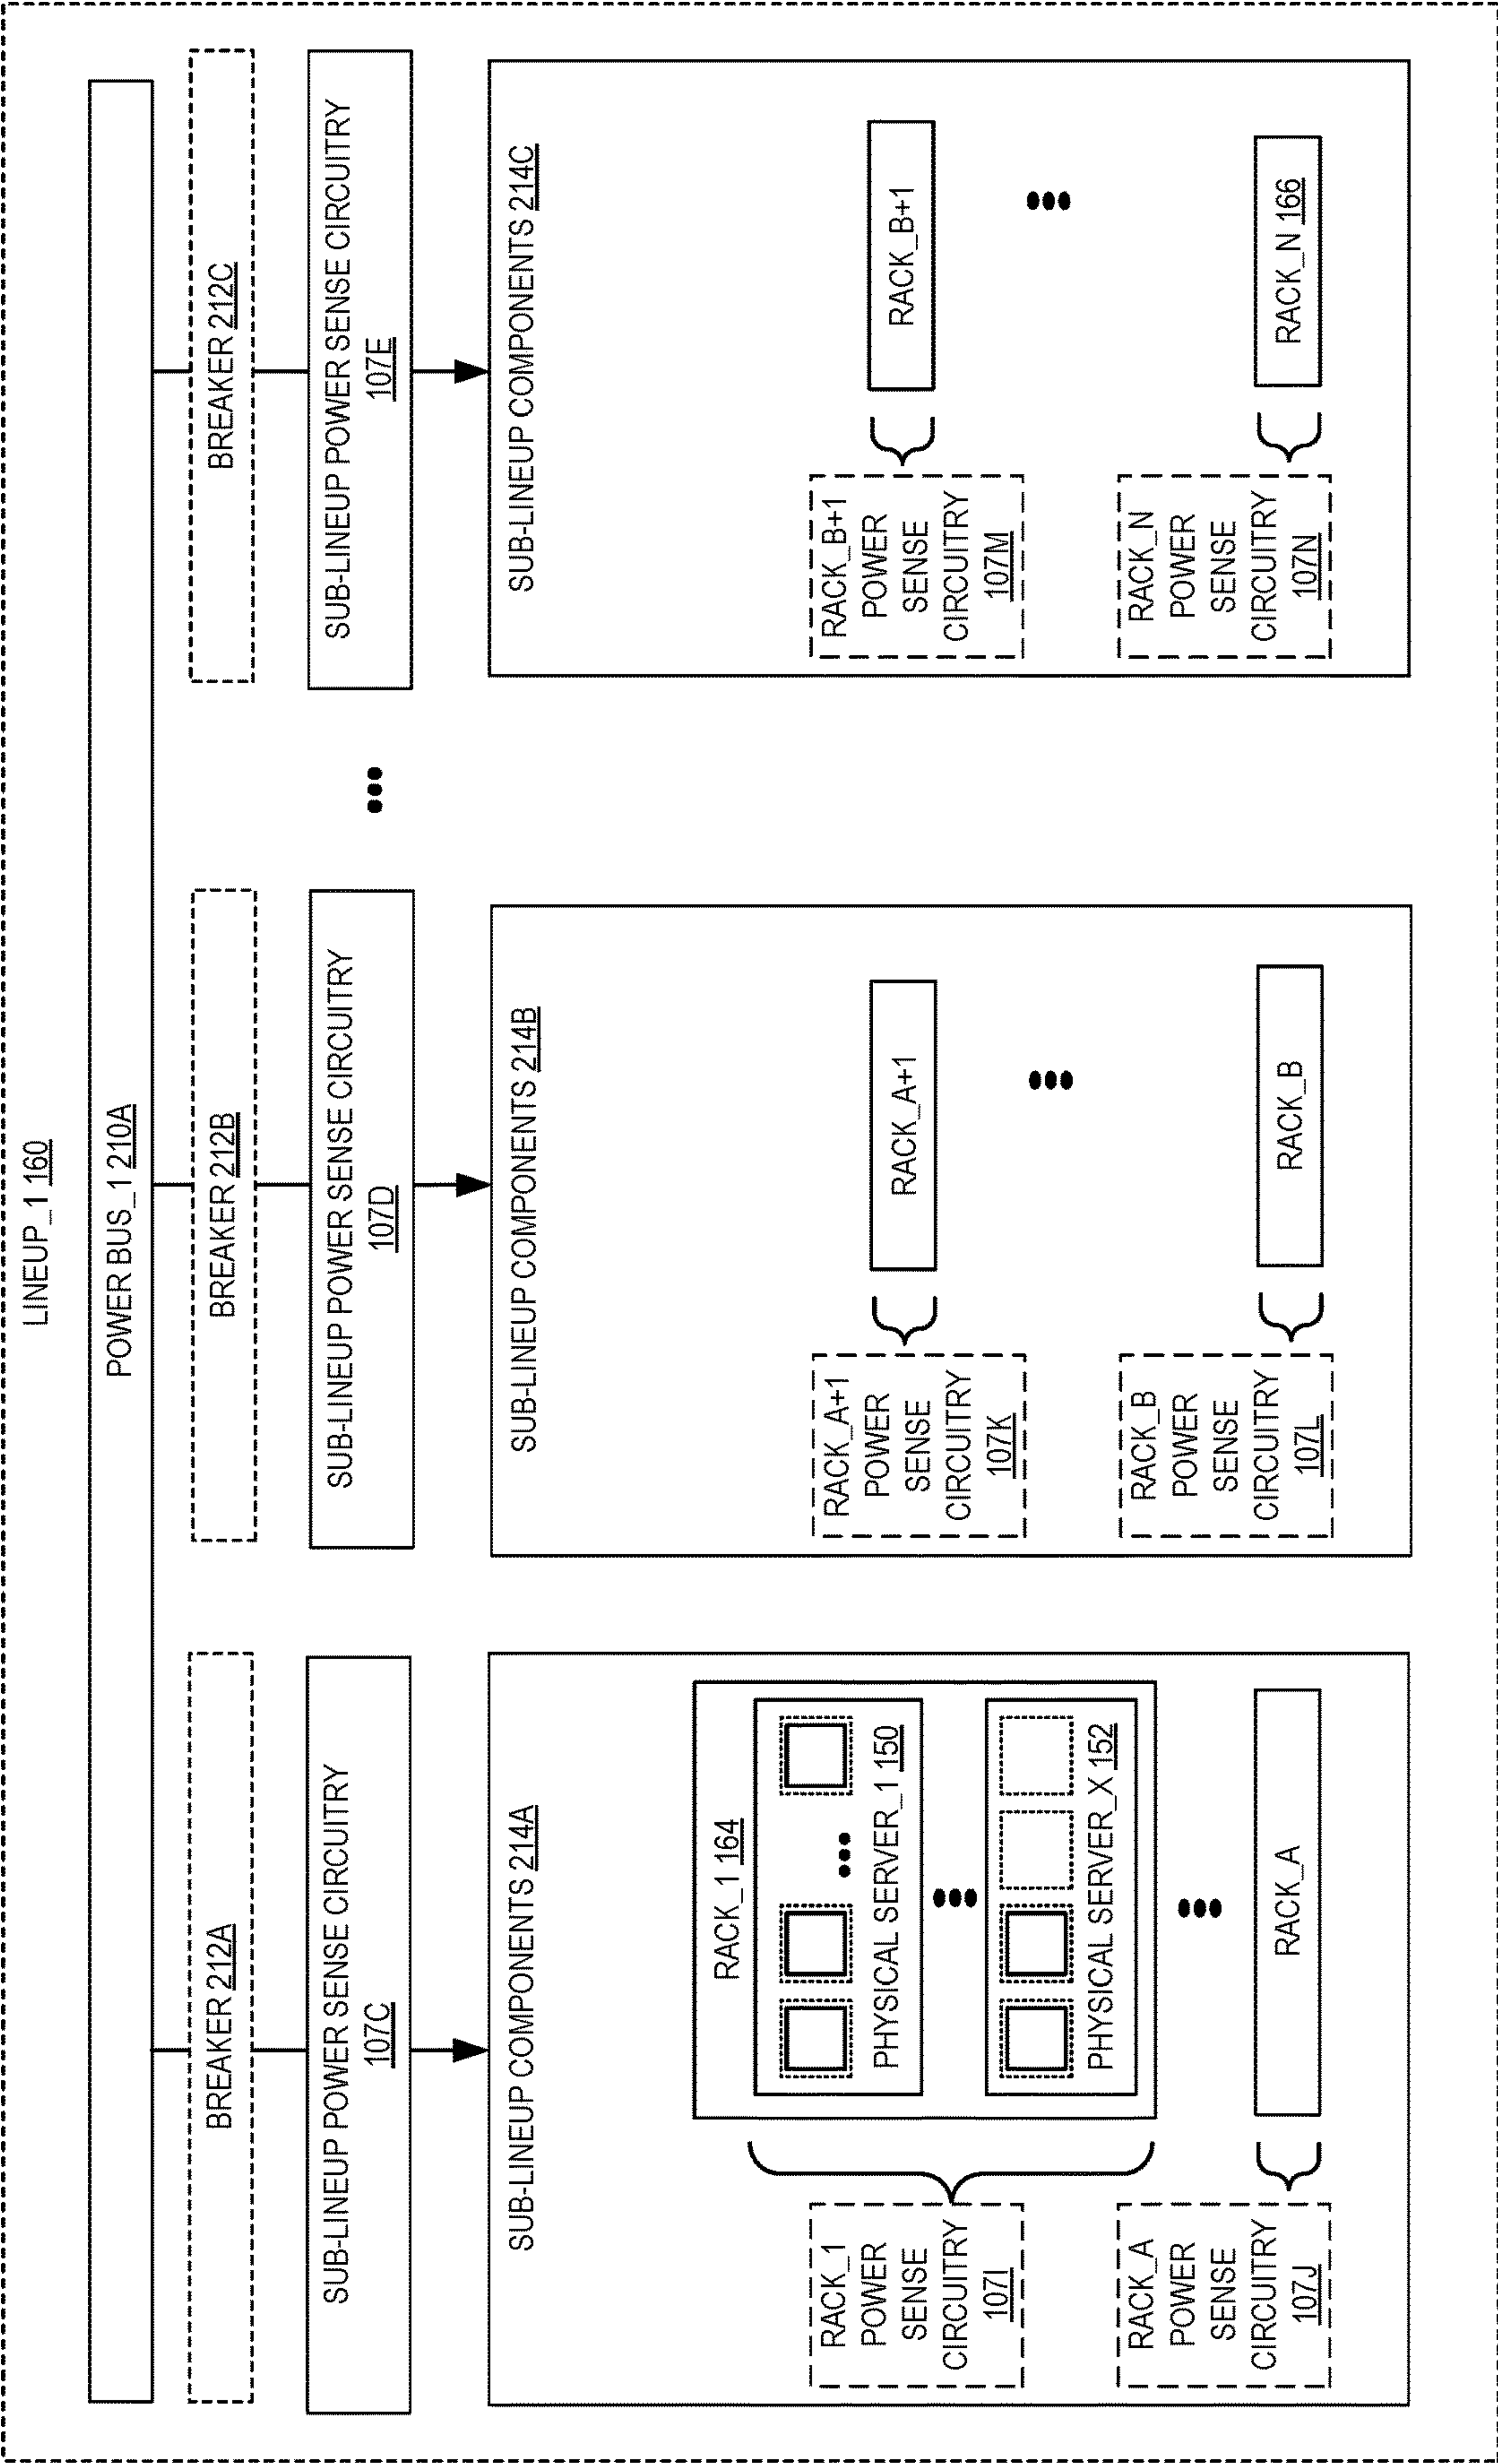 LINEUP_1 160
POWER BUS_1 210A
BREAKER 212A
BREAKER 212B
BREAKER 212C
SUB-LINEUP POWER SENSE CIRCUITRY
107C
SUB-LINEUP POWER SENSE CIRCUITRY
107D
SUB-LINEUP POWER SENSE CIRCUITRY
107E
SUB-LINEUP COMPONENTS 214A
RACK_1 164
PHYSICAL SERVER_1 150
PHYSICAL SERVER_X 152
RACK_1
POWER
SENSE
CIRCUITRY
107I
RACK_A
POWER
SENSE
CIRCUITRY
107J
RACK_A
SUB-LINEUP COMPONENTS 214B
RACK_A+1
POWER
SENSE
CIRCUITRY
107K
RACK_A+1
RACK_B
POWER
SENSE
CIRCUITRY
107L
RACK_B
SUB-LINEUP COMPONENTS 214C
RACK_B+1
POWER
SENSE
CIRCUITRY
107M
RACK_B+1
RACK_N
POWER
SENSE
CIRCUITRY
107N
RACK_N 166